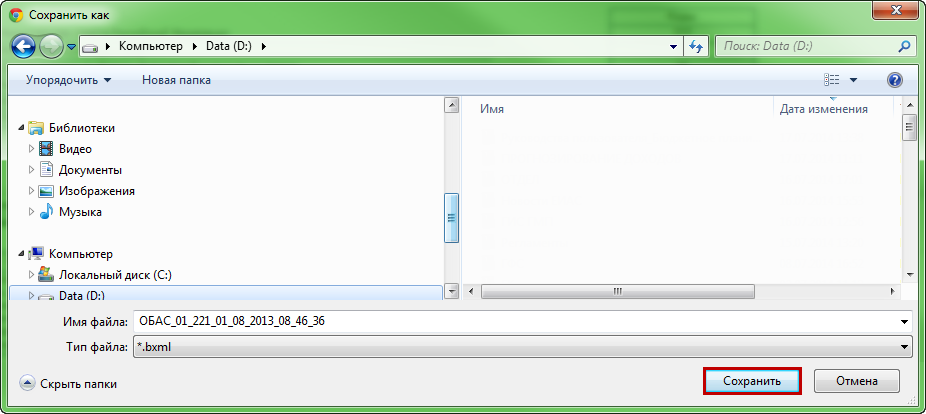 Сохранить как
Компьютер Data (D:)
Поиск: Data (D:)
Упорядочить Новая папка
Имя Дата изменения
Библиотеки
Видео
Документы
Изображения
Музыка
Компьютер
Локальный диск (C:)
Data (D:)
Имя файла: ОБАС_01_221_01_08_2013_08_46_36
Тип файла: *.bxml
Скрыть папки Сохранить Отмена